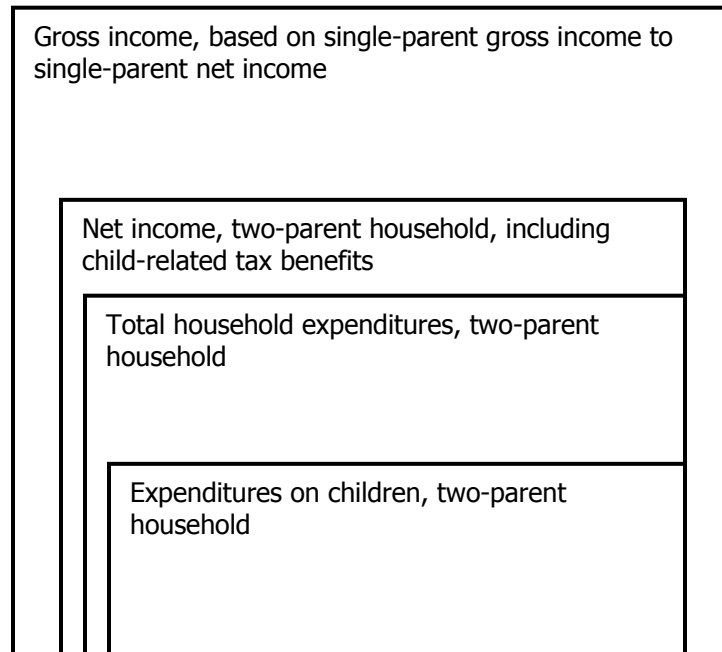 Gross income, based on single-parent gross income to
single-parent net income
Net income, two-parent household, including
child-related tax benefits
Total household expenditures, two-parent
household
Expenditures on children, two-parent
household